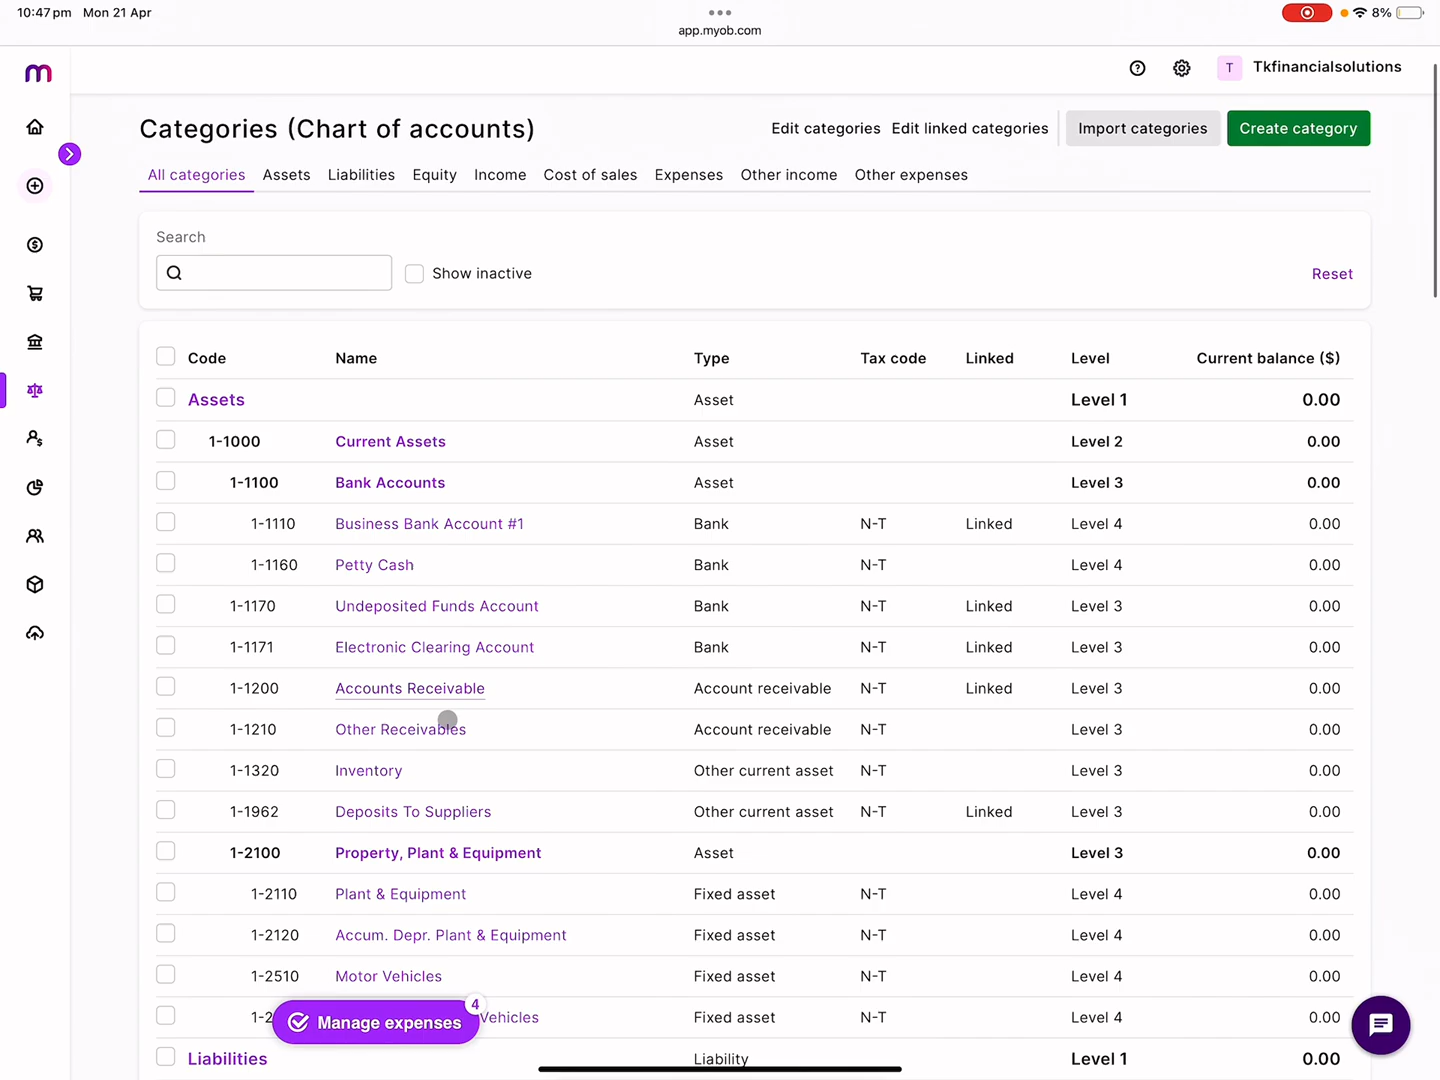 10:47 pm Mon 21 Apr
app.myob.com
8%
m
T Tkfinancialsolutions
Categories (Chart of accounts)
Edit categories Edit linked categories Import categories Create category
All categories Assets Liabilities Equity Income Cost of sales Expenses Other income Other expenses
Search
Show inactive Reset
Code Name Type Tax code Linked Level Current balance ($)
Assets Asset Level 1 0.00
1-1000 Current Assets Asset Level 2 0.00
1-1100 Bank Accounts Asset Level 3 0.00
1-1110 Business Bank Account #1 Bank N-T Linked Level 4 0.00
1-1160 Petty Cash Bank N-T Level 4 0.00
1-1170 Undeposited Funds Account Bank N-T Linked Level 3 0.00
1-1171 Electronic Clearing Account Bank N-T Linked Level 3 0.00
1-1200 Accounts Receivable Account receivable N-T Linked Level 3 0.00
1-1210 Other Receivables Account receivable N-T Level 3 0.00
1-1320 Inventory Other current asset N-T Level 3 0.00
1-1962 Deposits To Suppliers Other current asset N-T Linked Level 3 0.00
1-2100 Property, Plant & Equipment Asset Level 3 0.00
1-2110 Plant & Equipment Fixed asset N-T Level 4 0.00
1-2120 Accum. Depr. Plant & Equipment Fixed asset N-T Level 4 0.00
1-2510 Motor Vehicles Fixed asset N-T Level 4 0.00
1-2 Vehicles Fixed asset N-T Level 4 0.00
Manage expenses 4
Liabilities Liability Level 1 0.00